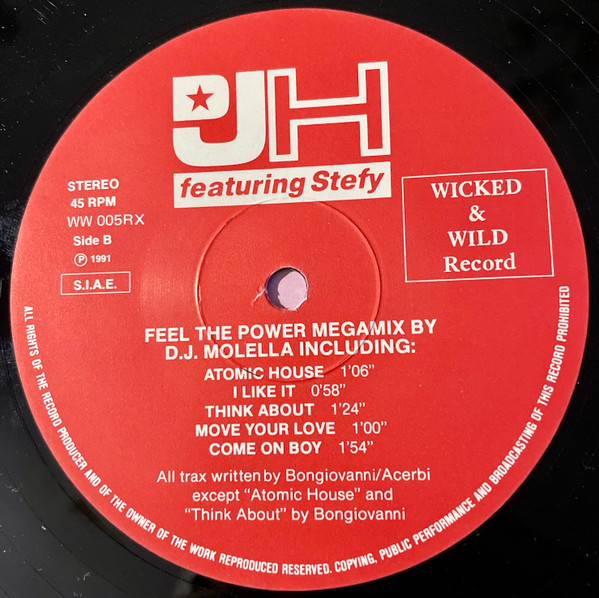 DJH
featuring Stefy
STEREO
45 RPM
WW 005RX
Side B
Ⓟ 1991
S.I.A.E.
WICKED
&
WILD
Record
FEEL THE POWER MEGAMIX BY
D.J. MOLELLA INCLUDING:
ATOMIC HOUSE 1'06"
I LIKE IT 0'58"
THINK ABOUT 1'24"
MOVE YOUR LOVE 1'00"
COME ON BOY 1'54"
All trax written by Bongiovanni/Acerbi
except "Atomic House" and
"Think About" by Bongiovanni
ALL RIGHTS OF THE RECORD PRODUCER AND OF THE OWNER OF THE WORK REPRODUCED RESERVED. COPYING, PUBLIC PERFORMANCE AND BROADCASTING OF THIS RECORD PROHIBITED